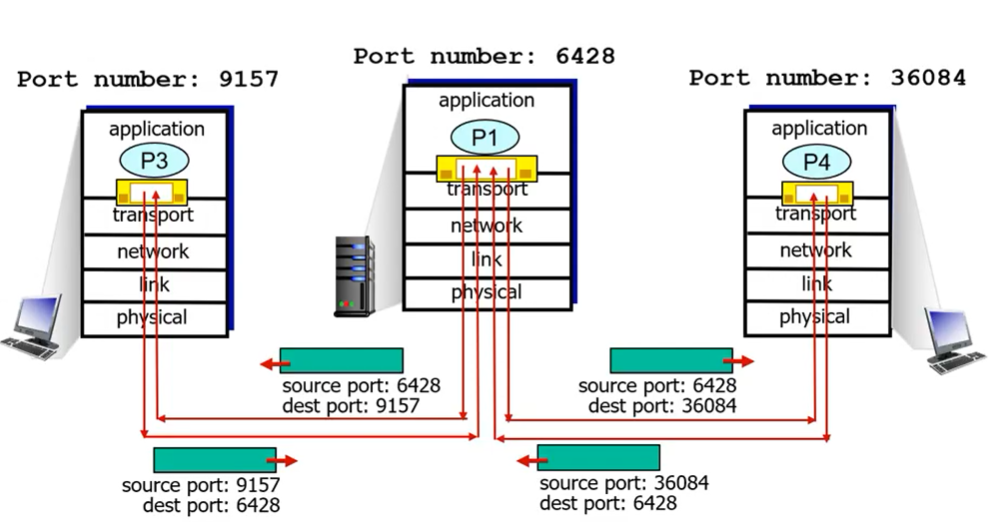 Port number: 9157
Port number: 6428
Port number: 36084
application
P3
transport
network
link
physical
application
P1
transport
network
link
physical
application
P4
transport
network
link
physical
source port: 6428
dest port: 9157
source port: 6428
dest port: 36084
source port: 9157
dest port: 6428
source port: 36084
dest port: 6428